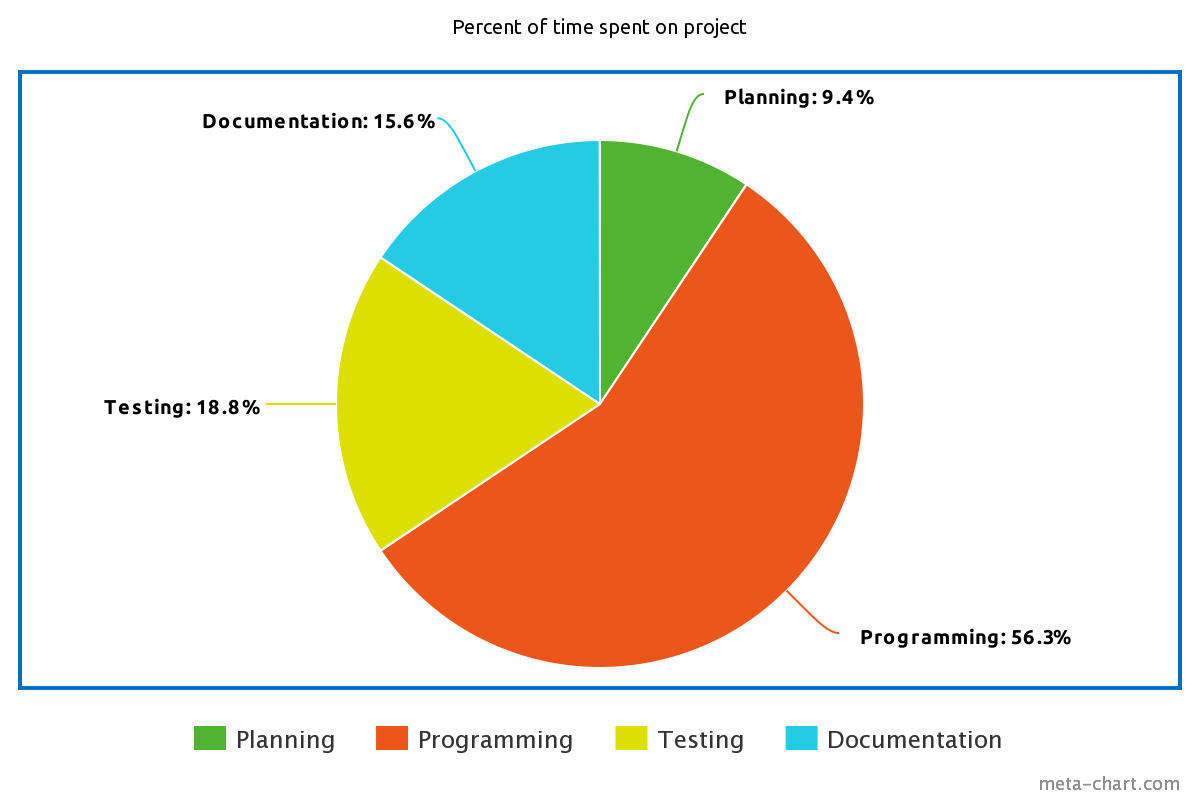 Percent of time spent on project
Planning: 9.4%
Documentation: 15.6%
Testing: 18.8%
Programming: 56.3%
Planning
Programming
Testing
Documentation
meta-chart.com